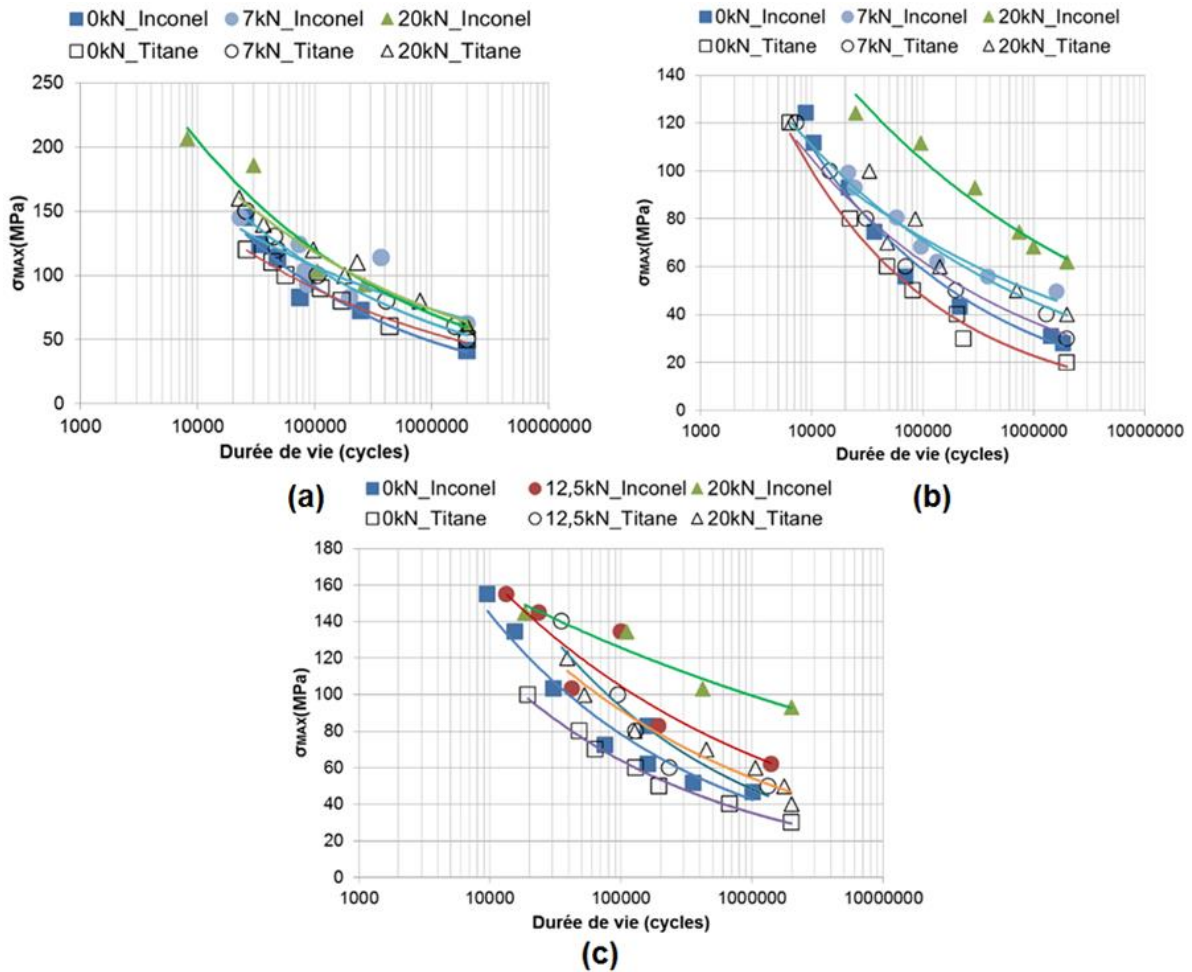 0kN_Inconel 7kN_Inconel 20kN_Inconel
0kN_Titane 7kN_Titane 20kN_Titane
250
200
150
100
50
0
σMAX(MPa)
1000 10000 100000 1000000 10000000
Durée de vie (cycles)
(a)
0kN_Inconel 7kN_Inconel 20kN_Inconel
0kN_Titane 7kN_Titane 20kN_Titane
140
120
100
80
60
40
20
0
σMAX(MPa)
1000 10000 100000 1000000 10000000
Durée de vie (cycles)
(b)
0kN_Inconel 12,5kN_Inconel 20kN_Inconel
0kN_Titane 12,5kN_Titane 20kN_Titane
180
160
140
120
100
80
60
40
20
0
σMAX(MPa)
1000 10000 100000 1000000 10000000
Durée de vie (cycles)
(c)